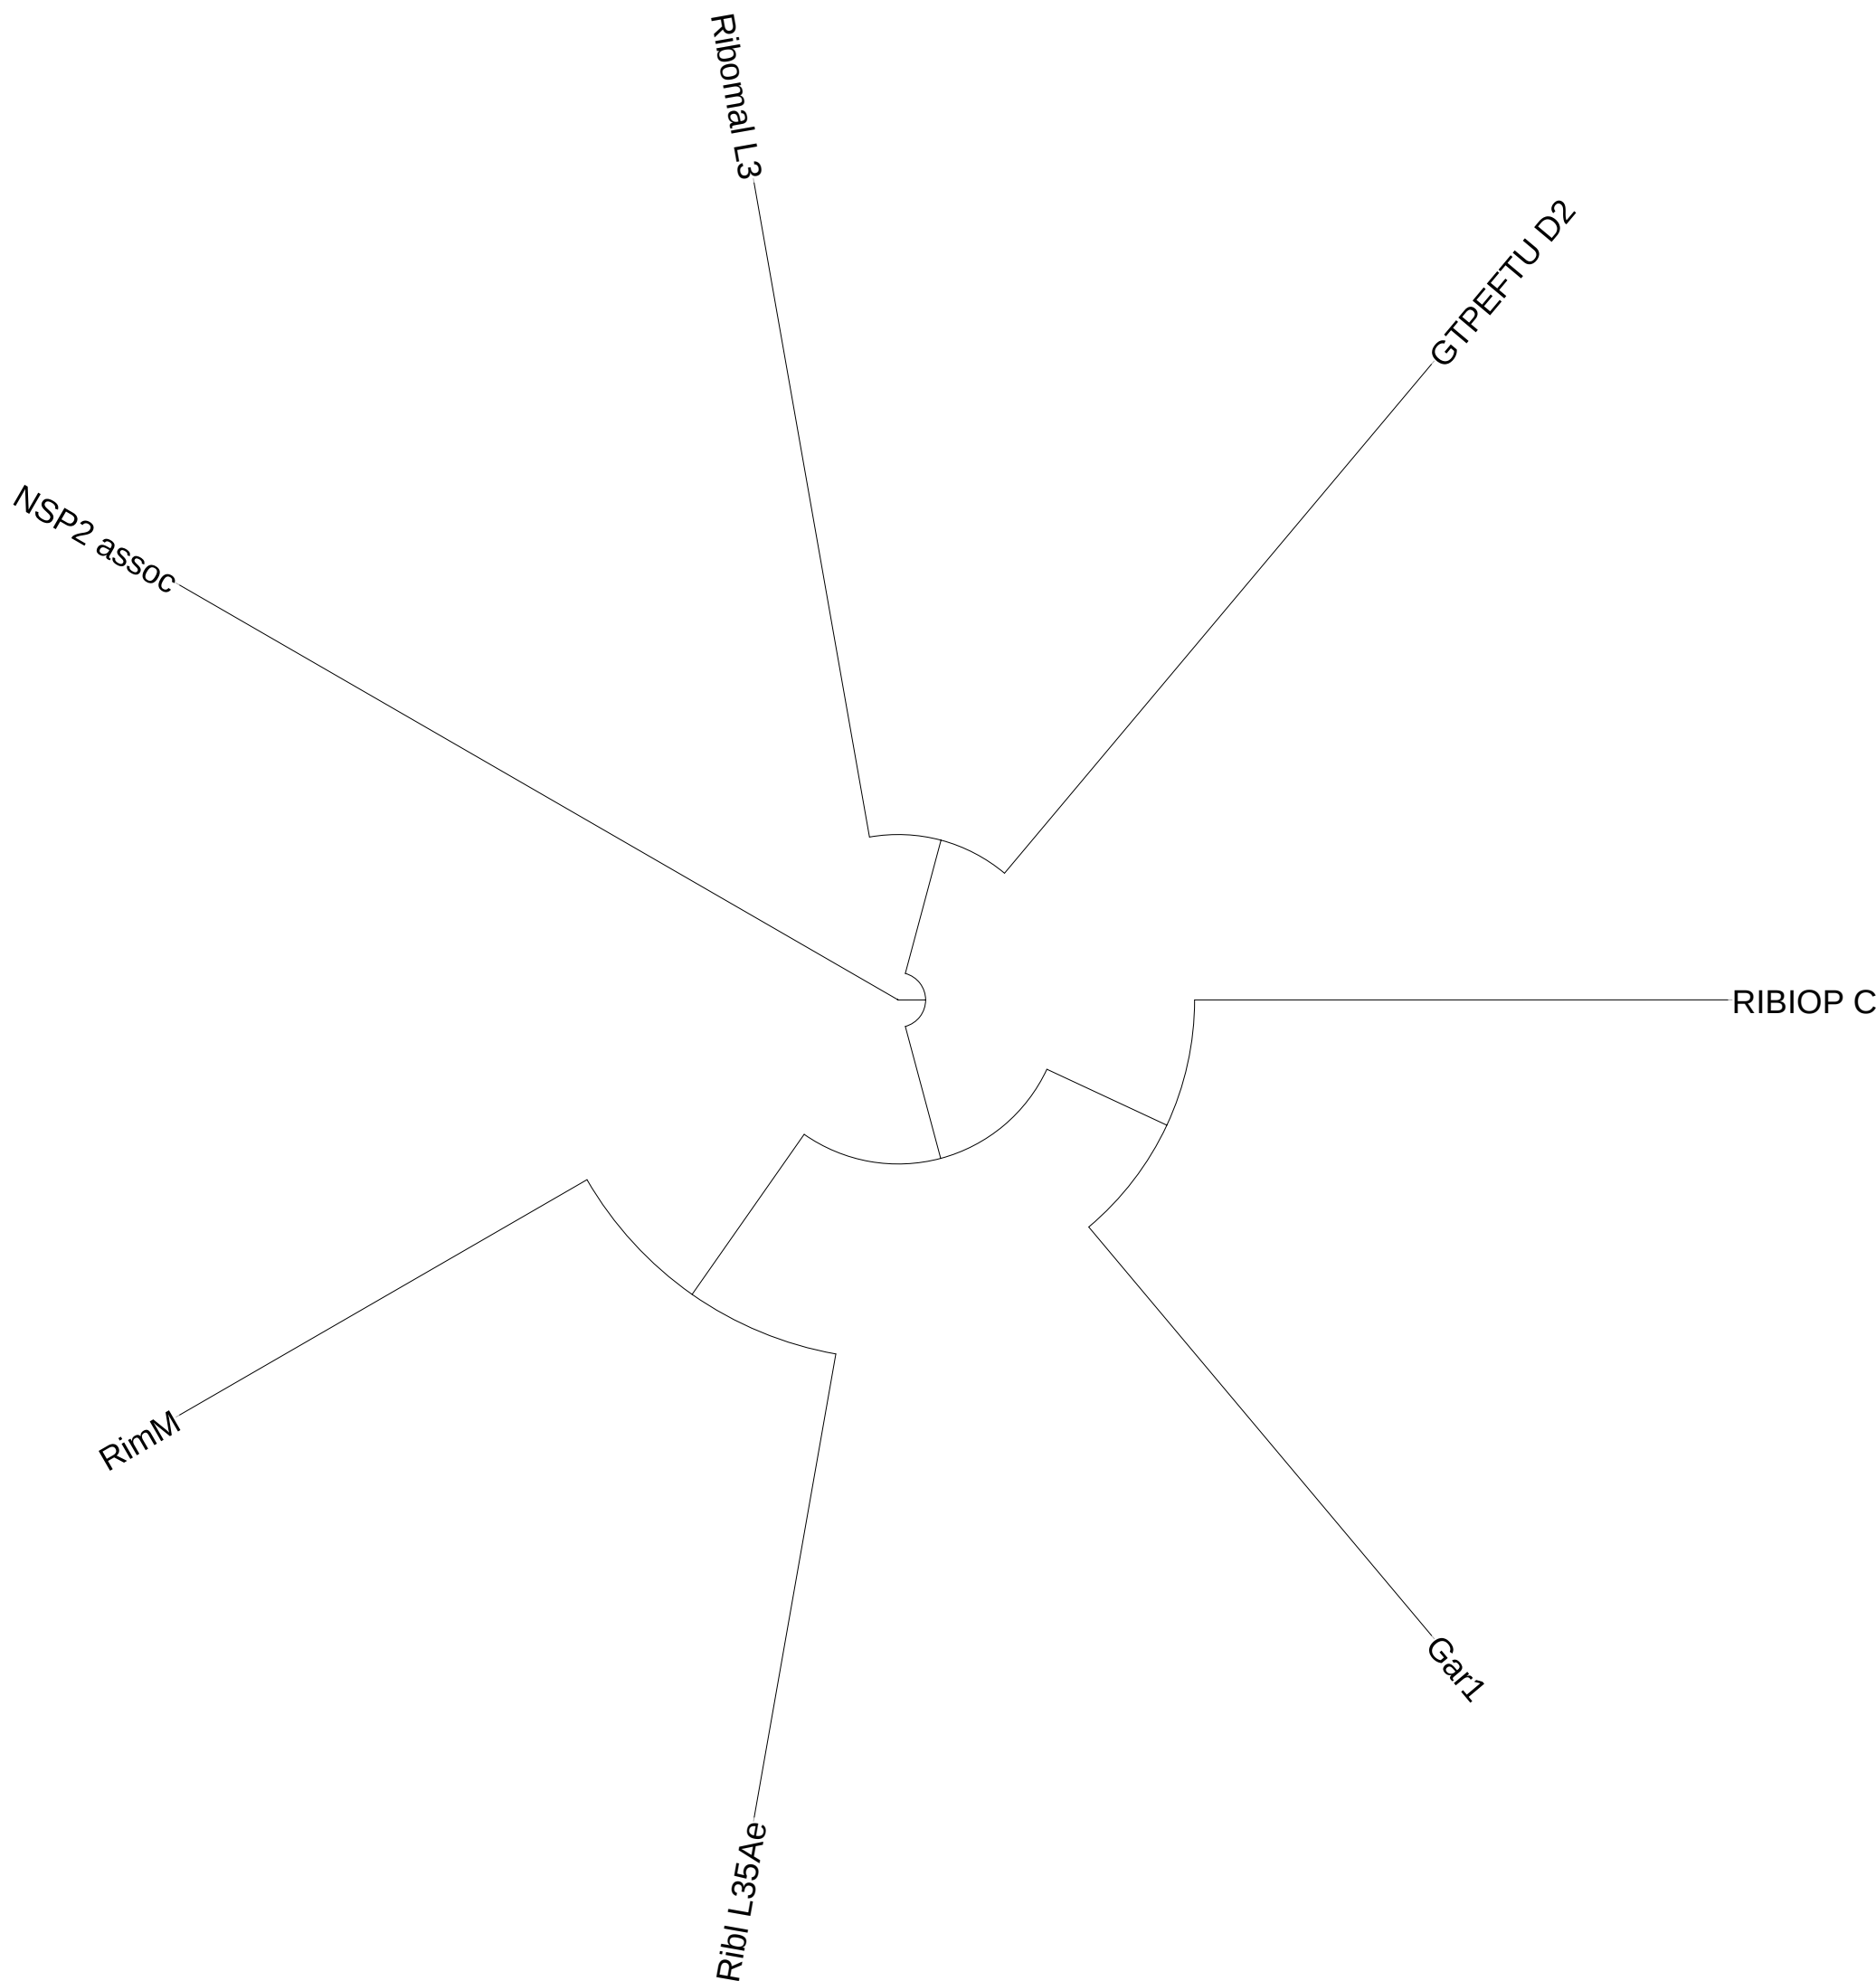 Ribomal L3
GTPEFTU D2
NSP2 assoc
RIBIOP C
RimM
Gar1
Ribl L35Ae